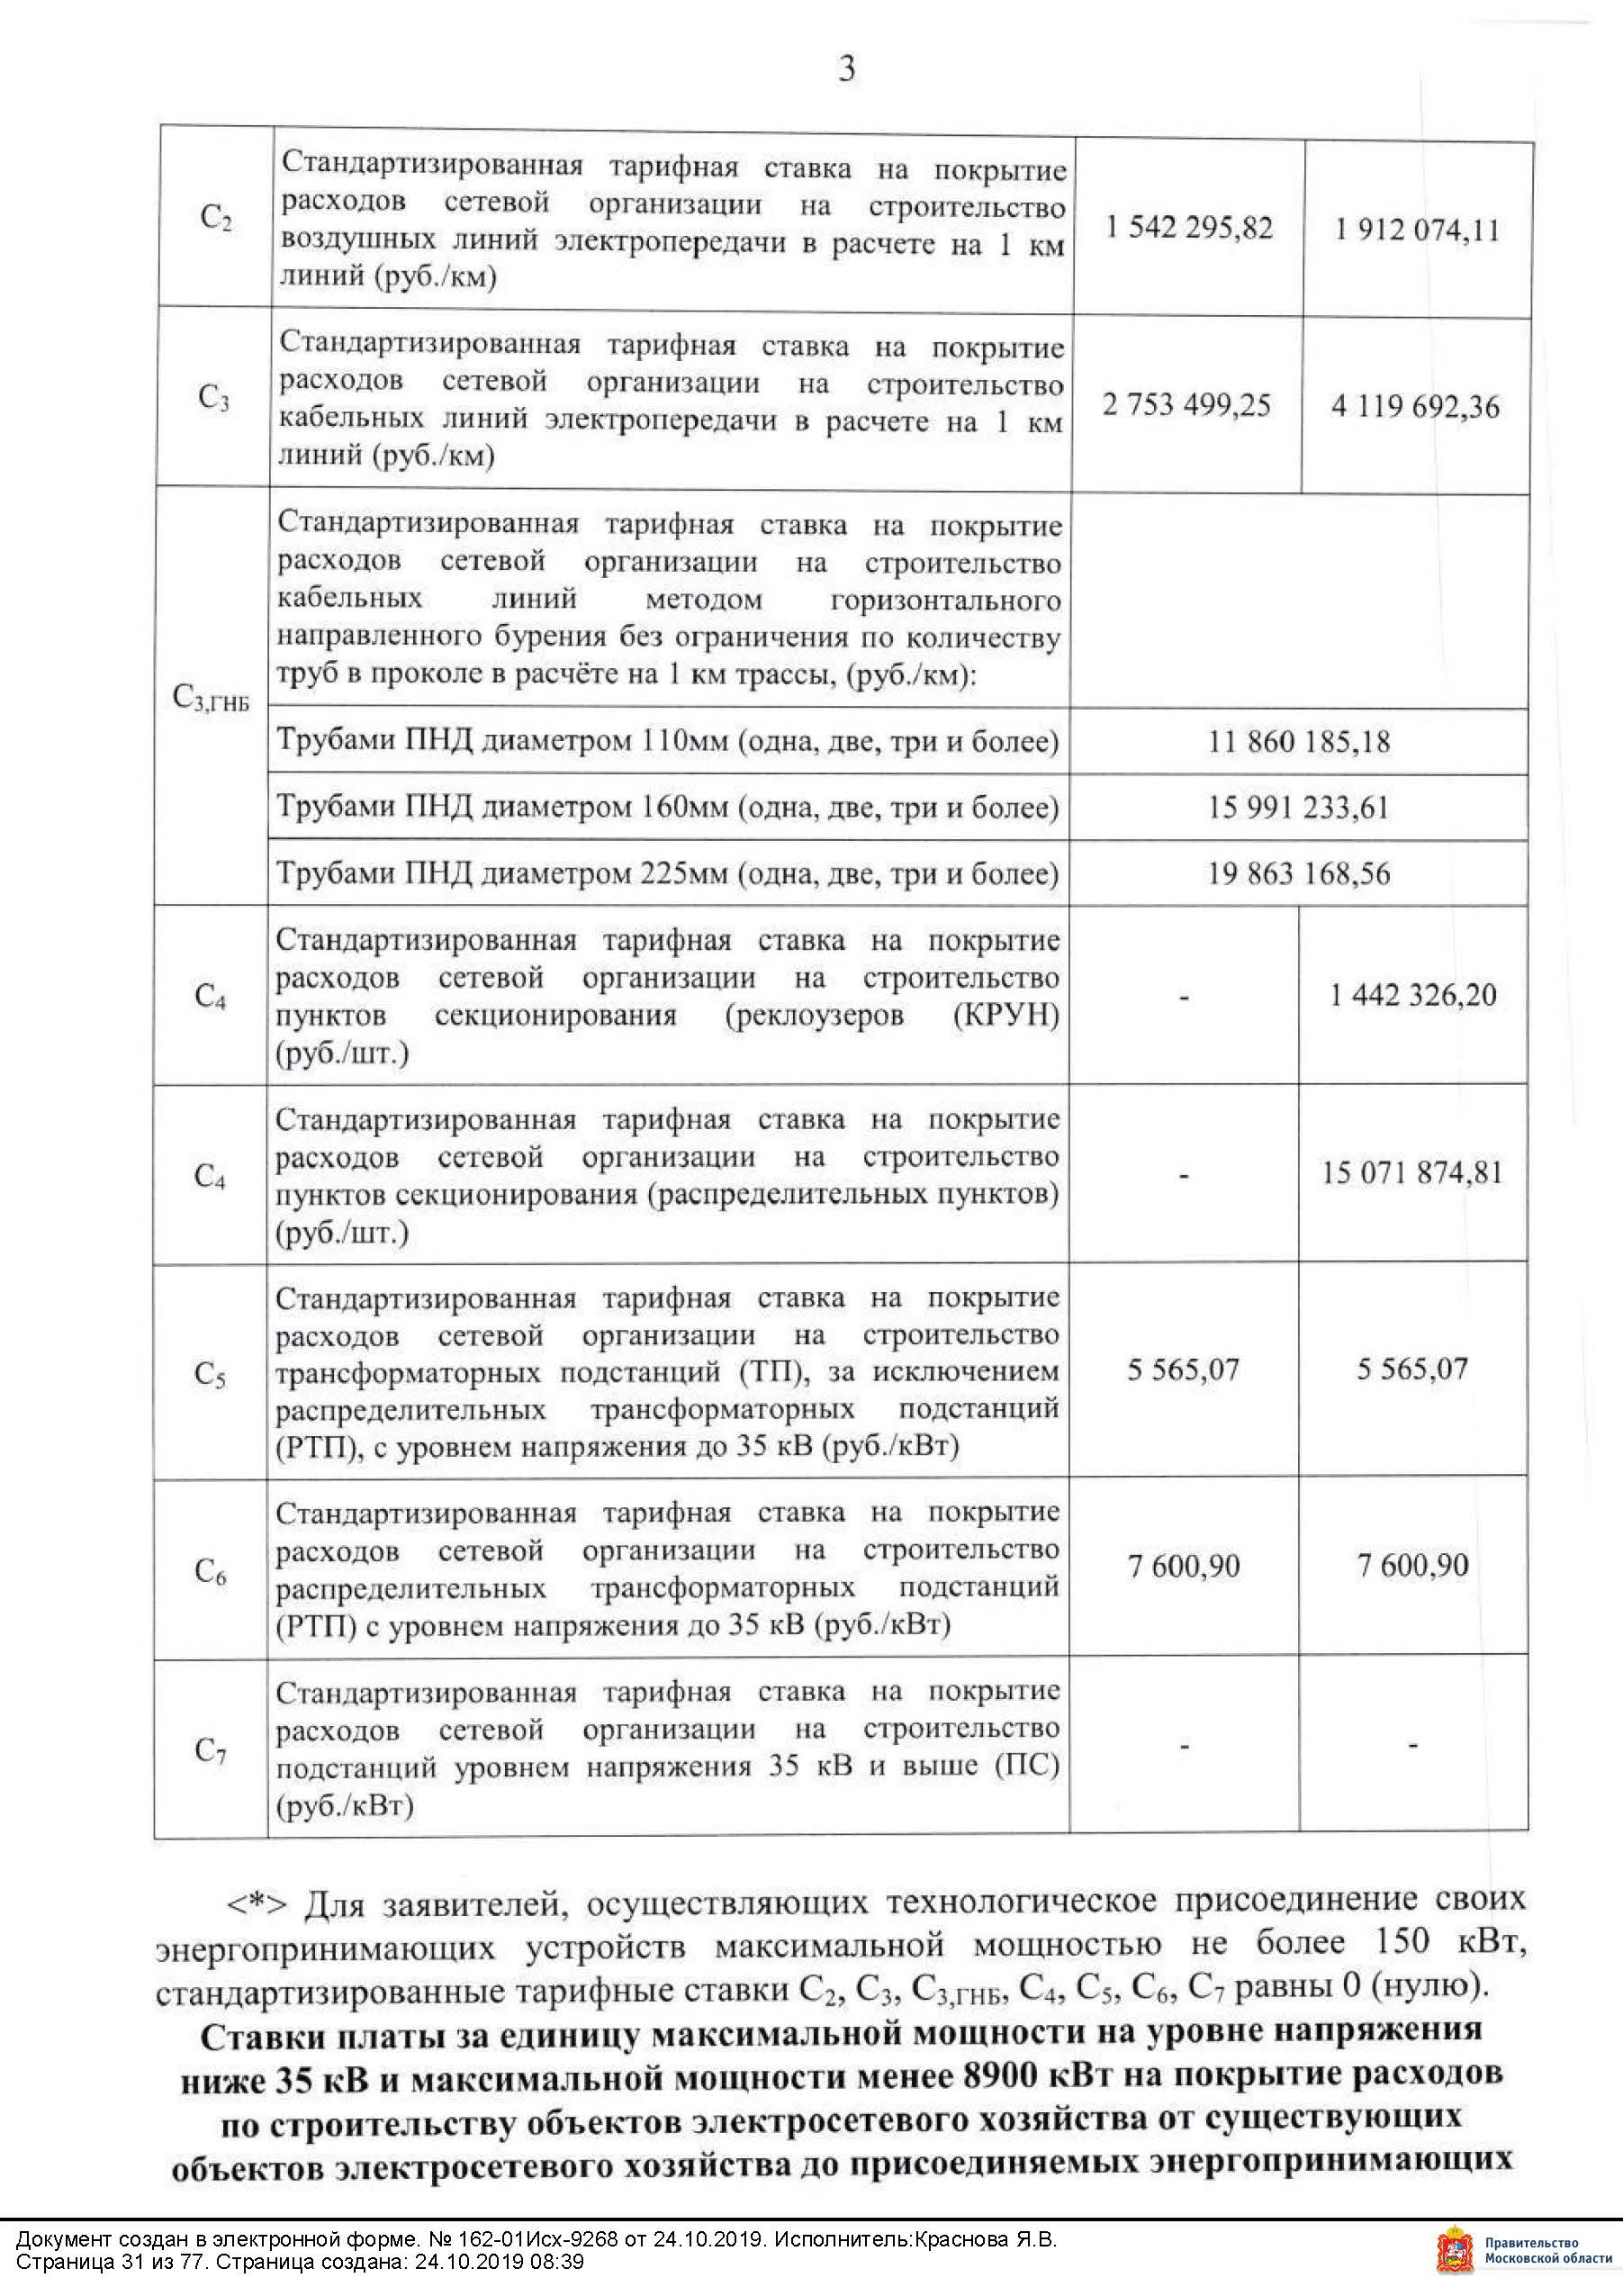 3
С2
Стандартизированная тарифная ставка на покрытие
расходов сетевой организации на строительство
воздушных линий электропередачи в расчете на 1 км
линий (руб./км)
1 542 295,82
1 912 074,11
С3
Стандартизированная тарифная ставка на покрытие
расходов сетевой организации на строительство
кабельных линий электропередачи в расчете на 1 км
линий (руб./км)
2 753 499,25
4 119 692,36
С3,ГНБ
Стандартизированная тарифная ставка на покрытие
расходов сетевой организации на строительство
кабельных линий методом горизонтального
направленного бурения без ограничения по количеству
труб в проколе в расчёте на 1 км трассы, (руб./км):
Трубами ПНД диаметром 110мм (одна, две, три и более)
11 860 185,18
Трубами ПНД диаметром 160мм (одна, две, три и более)
15 991 233,61
Трубами ПНД диаметром 225мм (одна, две, три и более)
19 863 168,56
С4
Стандартизированная тарифная ставка на покрытие
расходов сетевой организации на строительство
пунктов секционирования (реклоузеров (КРУН)
(руб./шт.)
-
1 442 326,20
С4
Стандартизированная тарифная ставка на покрытие
расходов сетевой организации на строительство
пунктов секционирования (распределительных пунктов)
(руб./шт.)
-
15 071 874,81
С5
Стандартизированная тарифная ставка на покрытие
расходов сетевой организации на строительство
трансформаторных подстанций (ТП), за исключением
распределительных трансформаторных подстанций
(РТП), с уровнем напряжения до 35 кВ (руб./кВт)
5 565,07
5 565,07
С6
Стандартизированная тарифная ставка на покрытие
расходов сетевой организации на строительство
распределительных трансформаторных подстанций
(РТП) с уровнем напряжения до 35 кВ (руб./кВт)
7 600,90
7 600,90
С7
Стандартизированная тарифная ставка на покрытие
расходов сетевой организации на строительство
подстанций уровнем напряжения 35 кВ и выше (ПС)
(руб./кВт)
-
-
<*> Для заявителей, осуществляющих технологическое присоединение своих
энергопринимающих устройств максимальной мощностью не более 150 кВт,
стандартизированные тарифные ставки С2, С3, С3,ГНБ, С4, С5, С6, С7 равны 0 (нулю).
Ставки платы за единицу максимальной мощности на уровне напряжения
ниже 35 кВ и максимальной мощности менее 8900 кВт на покрытие расходов
по строительству объектов электросетевого хозяйства от существующих
объектов электросетевого хозяйства до присоединяемых энергопринимающих
Документ создан в электронной форме. № 162-01Исх-9268 от 24.10.2019. Исполнитель:Краснова Я.В.
Страница 31 из 77. Страница создана: 24.10.2019 08:39
Правительство
Московской области